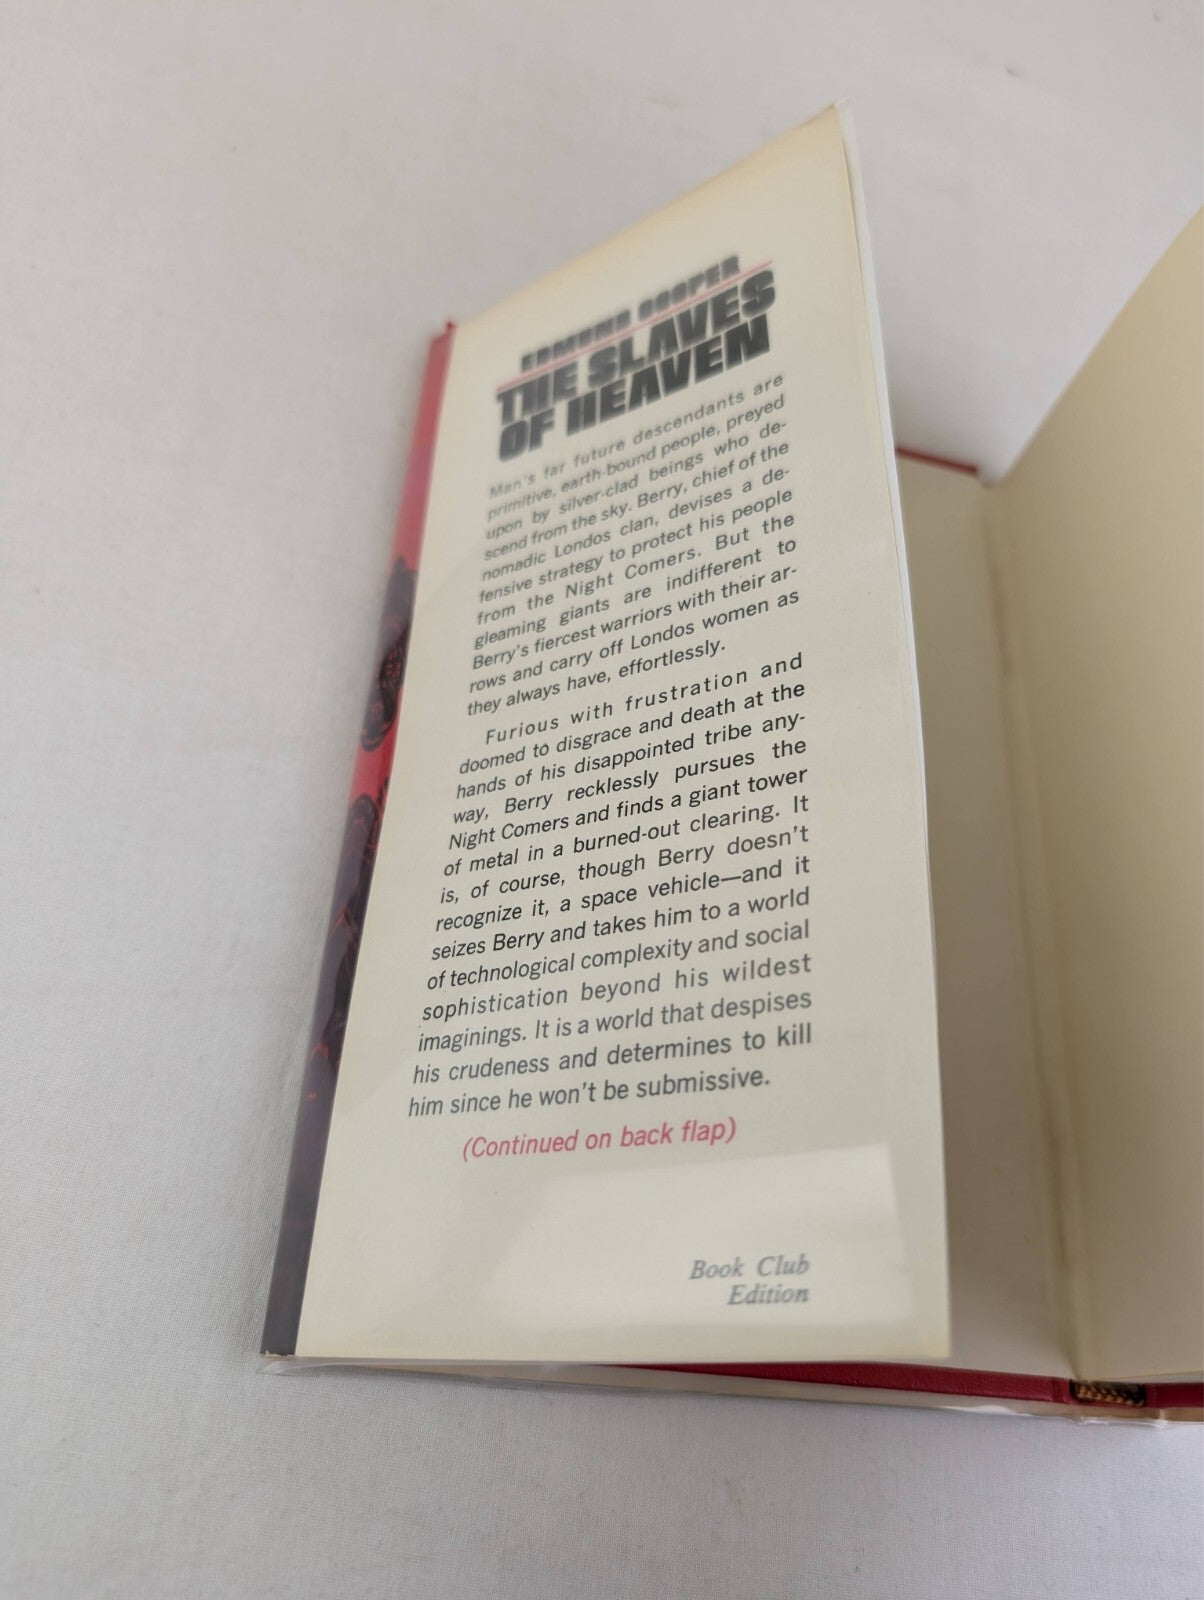 EDMUND COOPER
THE SLAVES
OF HEAVEN
Man's far future descendants are
primitive, earth-bound people, preyed
upon by silver-clad beings who de-
scend from the sky. Berry, chief of the
nomadic Londos clan, devises a de-
fensive strategy to protect his people
from the Night Comers. But the
gleaming giants are indifferent to
Berry's fiercest warriors with their ar-
rows and carry off Londos women as
they always have, effortlessly.
Furious with frustration and
doomed to disgrace and death at the
hands of his disappointed tribe any-
way, Berry recklessly pursues the
Night Comers and finds a giant tower
of metal in a burned-out clearing. It
is, of course, though Berry doesn't
recognize it, a space vehicle—and it
seizes Berry and takes him to a world
of technological complexity and social
sophistication beyond his wildest
imaginings. It is a world that despises
his crudeness and determines to kill
him since he won't be submissive.
(Continued on back flap)
Book Club
Edition